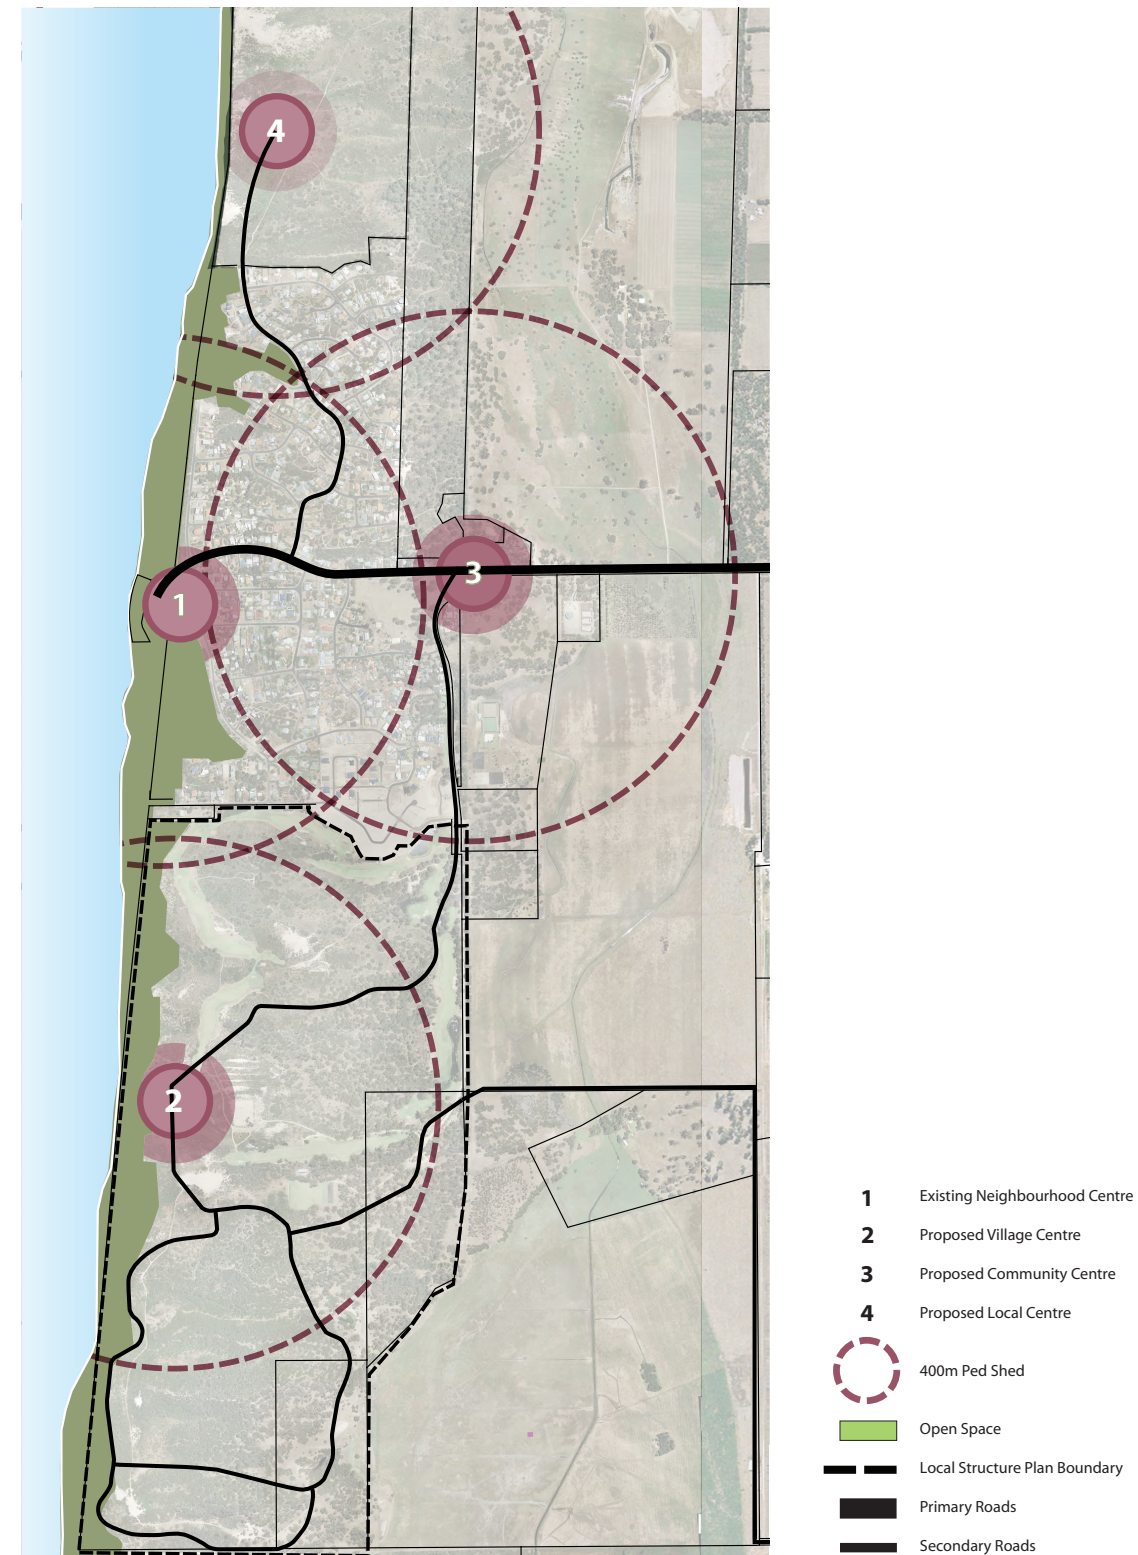 4
3
1
2
1 Existing Neighbourhood Centre
2 Proposed Village Centre
3 Proposed Community Centre
4 Proposed Local Centre
400m Ped Shed
Open Space
Local Structure Plan Boundary
Primary Roads
Secondary Roads